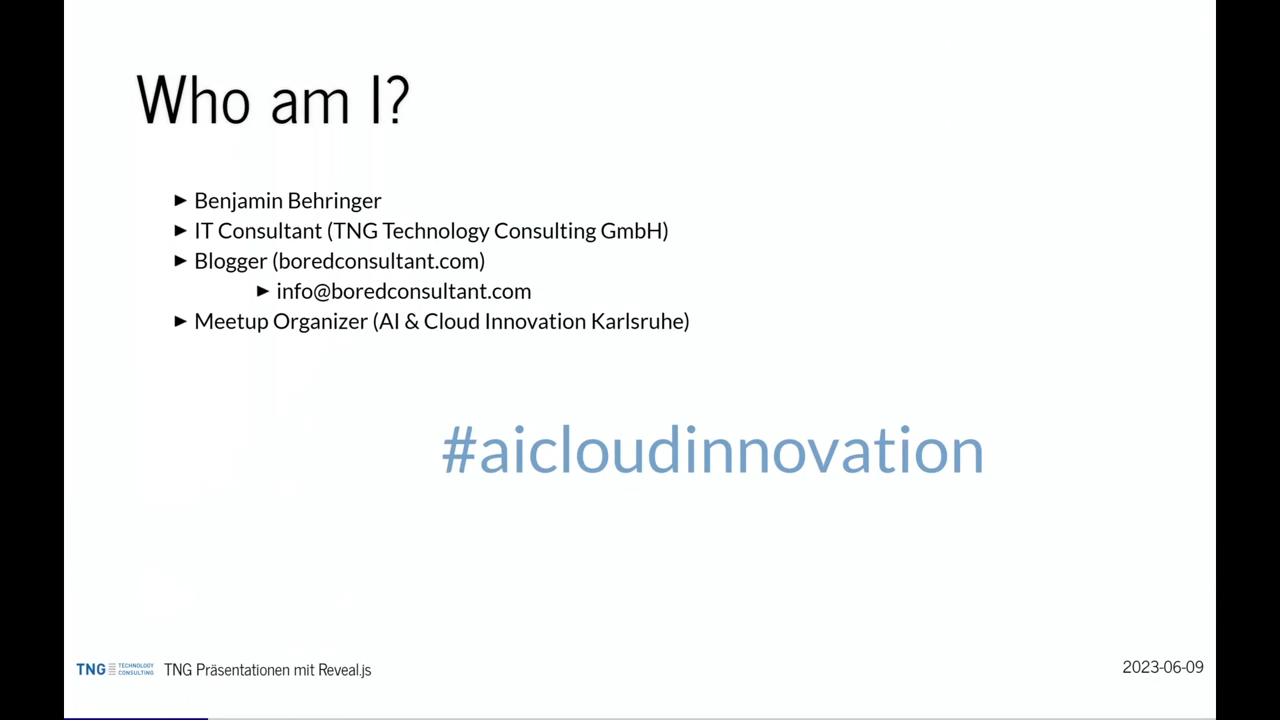 Who am I?
► Benjamin Behringer
► IT Consultant (TNG Technology Consulting GmbH)
► Blogger (boredconsultant.com)
► info@boredconsultant.com
► Meetup Organizer (AI & Cloud Innovation Karlsruhe)
#aicloudinnovation
TNG TECHNOLOGY CONSULTING TNG Präsentationen mit Reveal.js
2023-06-09